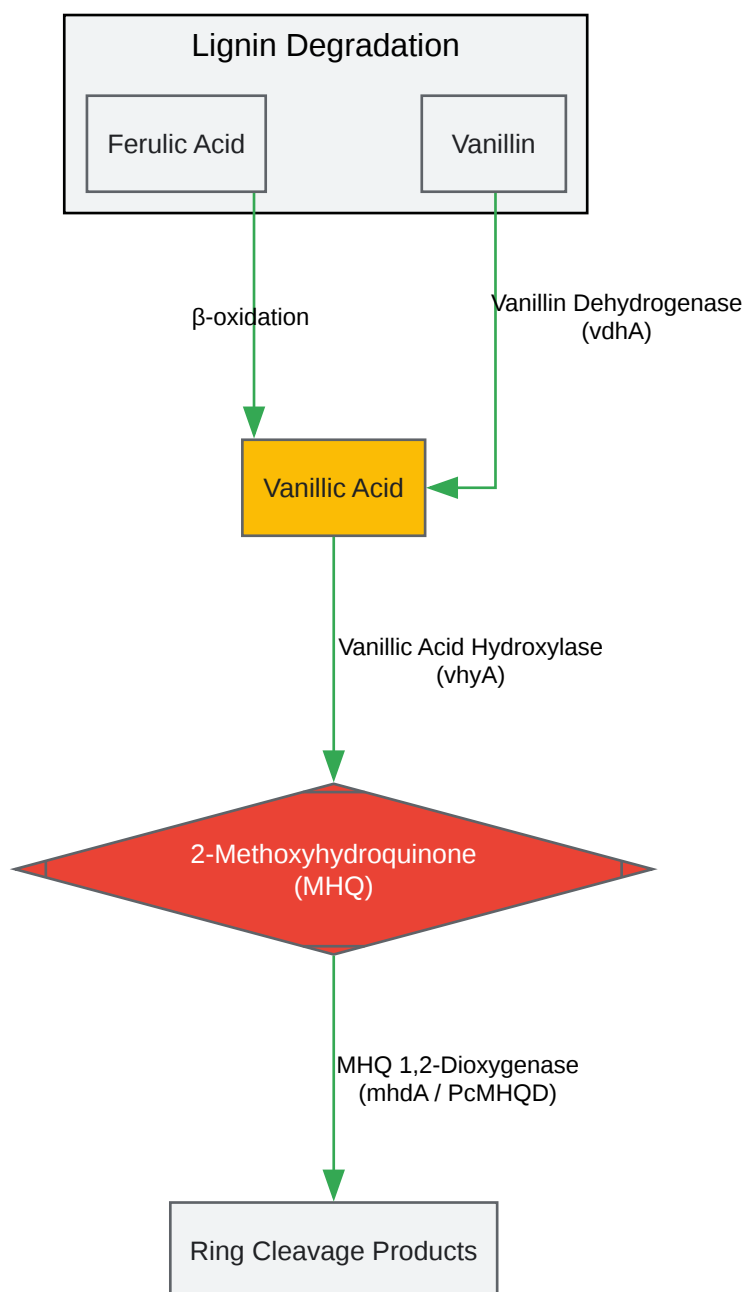 Lignin Degradation
Ferulic Acid
Vanillin
β-oxidation
Vanillin Dehydrogenase
(vdhA)
Vanillic Acid
Vanillic Acid Hydroxylase
(vhyA)
2-Methoxyhydroquinone
(MHQ)
MHQ 1,2-Dioxygenase
(mhdA / PcMHQD)
Ring Cleavage Products